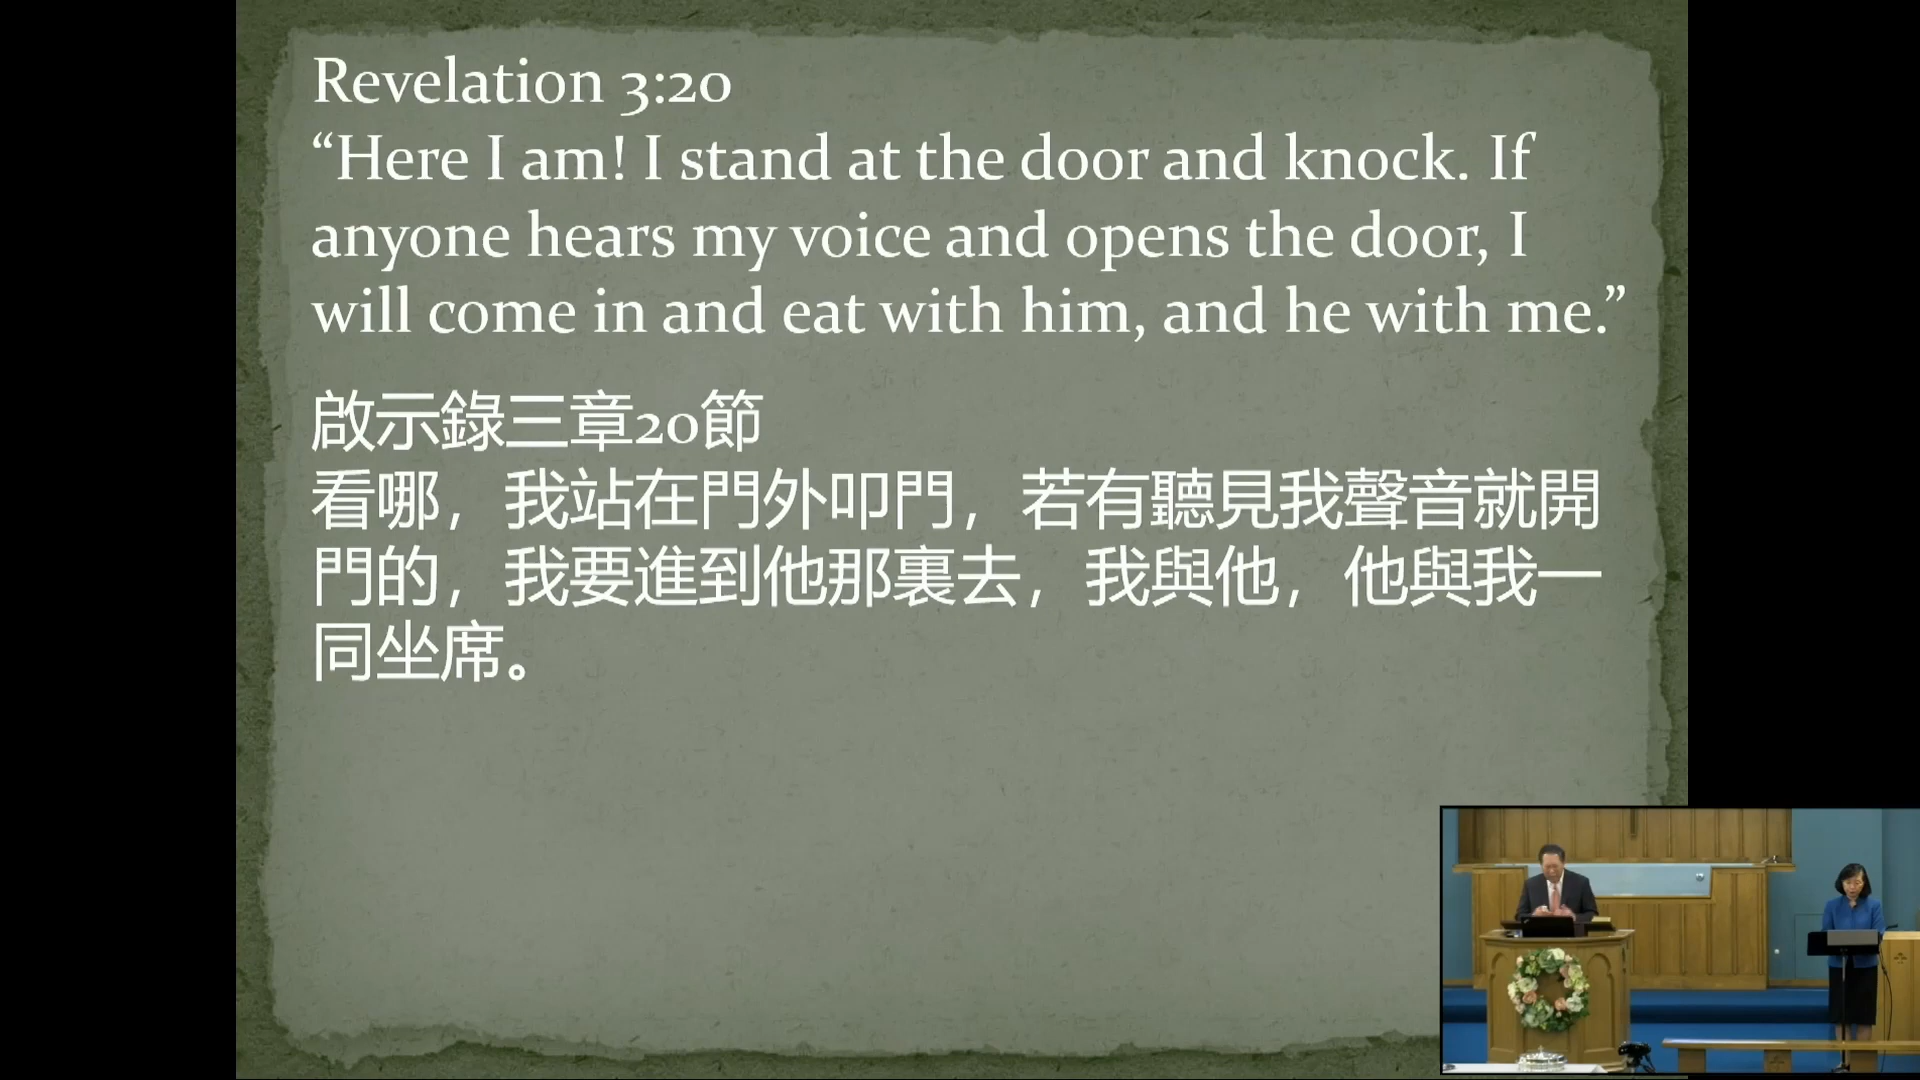 Revelation 3:20
“Here I am! I stand at the door and knock. If
anyone hears my voice and opens the door, I
will come in and eat with him, and he with me.”
啟示錄三章20節
看哪，我站在門外叩門，若有聽見我聲音就開
門的，我要進到他那裏去，我與他，他與我一
同坐席。